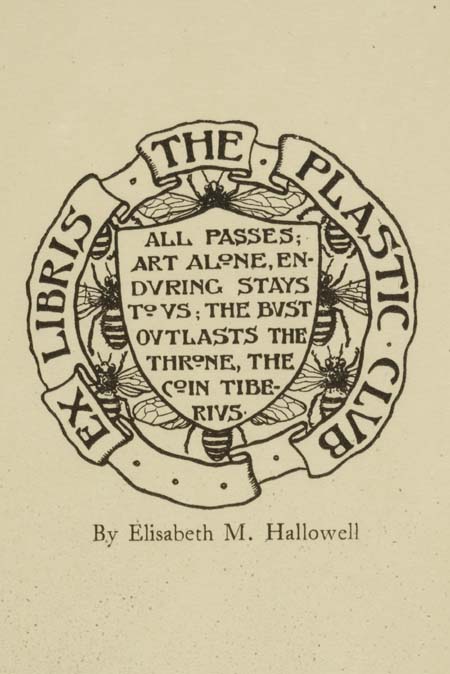 EX LIBRIS THE PLASTIC · CLVB
ALL PASSES;
ART ALONE, EN-
DVRING STAYS
TO VS; THE BVST
OVTLASTS THE
THRONE, THE
COIN TIBE-
RIVS·
By Elisabeth M. Hallowell